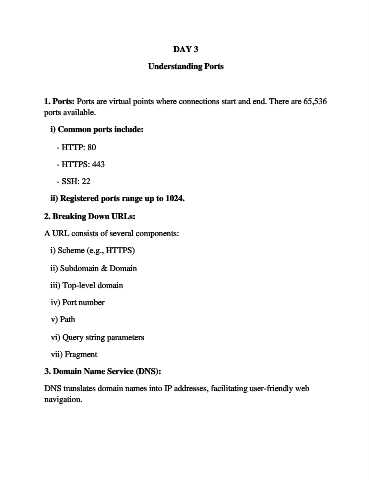 DAY 3
Understanding Ports
1. Ports: Ports are virtual points where connections start and end. There are 65,536
ports available.
i) Common ports include:
- HTTP: 80
- HTTPS: 443
- SSH: 22
ii) Registered ports range up to 1024.
2. Breaking Down URLs:
A URL consists of several components:
i) Scheme (e.g., HTTPS)
ii) Subdomain & Domain
iii) Top-level domain
iv) Port number
v) Path
vi) Query string parameters
vii) Fragment
3. Domain Name Service (DNS):
DNS translates domain names into IP addresses, facilitating user-friendly web
navigation.